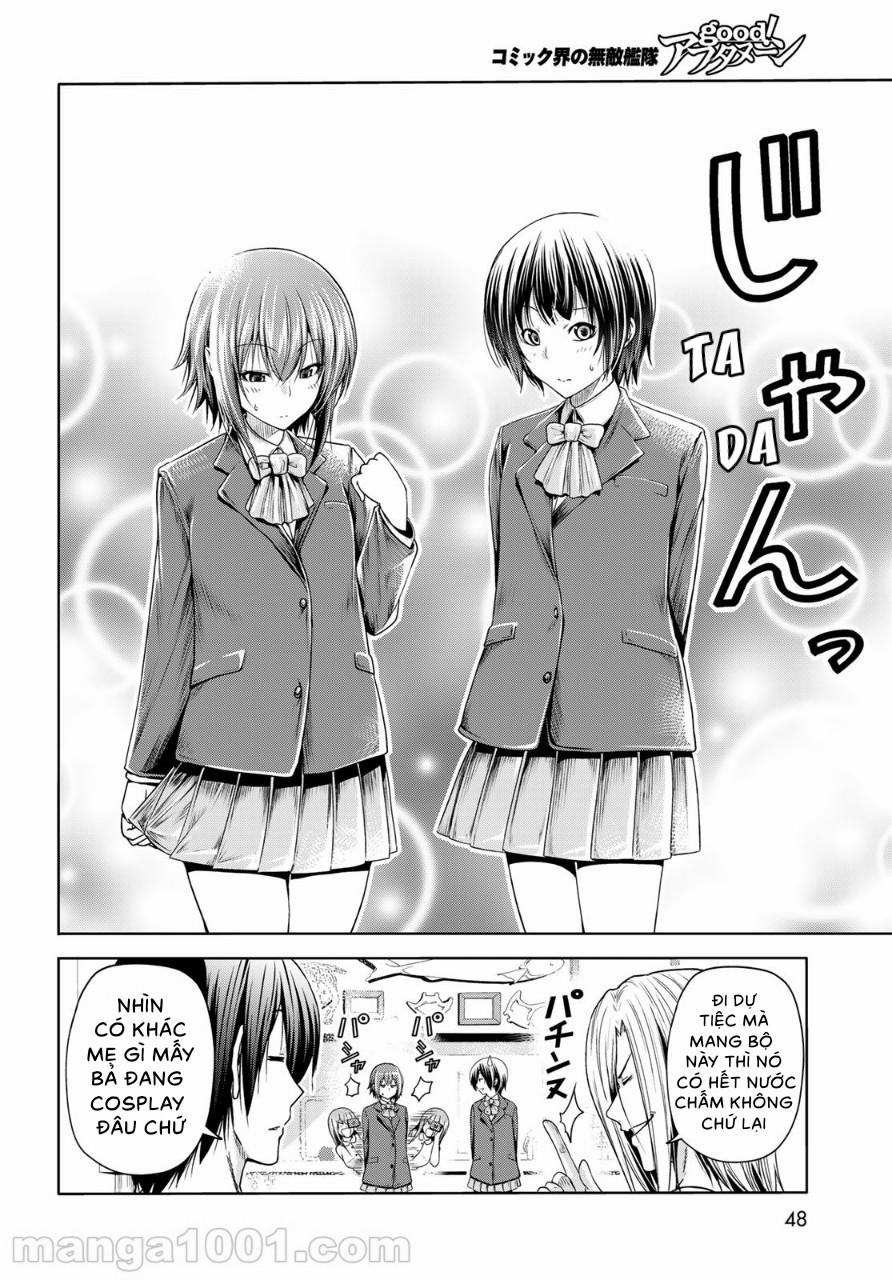 コミック界の無敵艦隊
good!
アフタヌーン
じゃやんっ
TA
DA
ĐI DỰ
TIỆC MÀ
MANG BỘ
NÀY THÌ NÓ
CÓ HẾT NƯỚC
CHẤM KHÔNG
CHỨ LẠI
パチンヌ
パシャ
パシャ
NHÌN
CÓ KHÁC
MẸ GÌ MẤY
BẢ ĐANG
COSPLAY
ĐÂU CHỨ
48
manga1001.com